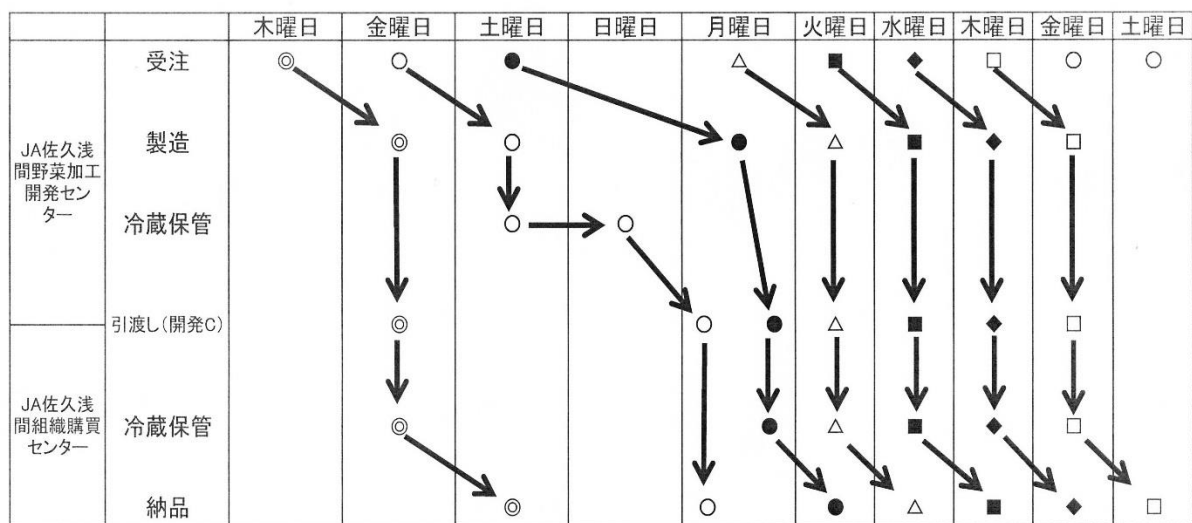 木曜日 金曜日 土曜日 日曜日 月曜日 火曜日 水曜日 木曜日 金曜日 土曜日
JA佐久浅
間野菜加工
開発セン
ター
受注
製造
冷蔵保管
引渡し(開発C)
JA佐久浅
間組織購買
センター
冷蔵保管
納品